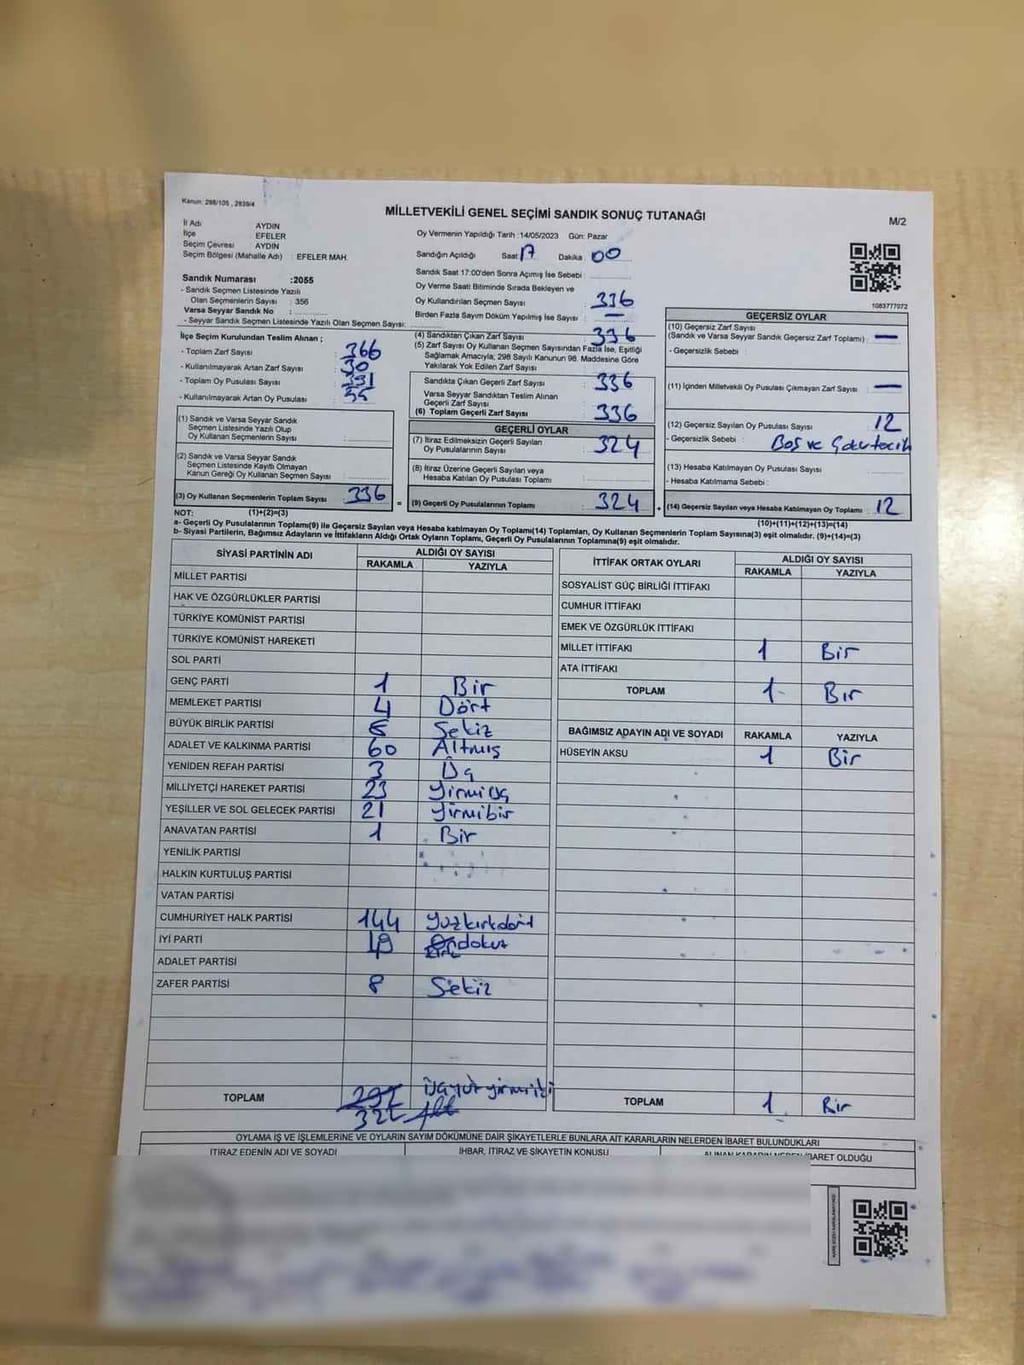 Kanun: 298/105 , 2839/4
MİLLETVEKİLİ GENEL SEÇİMİ SANDIK SONUÇ TUTANAĞI
M/2
İl Adı AYDIN
İlçe EFELER
Seçim Çevresi AYDIN
Seçim Bölgesi (Mahalle Adı) : EFELER MAH.
Sandık Numarası :2055
- Sandık Seçmen Listesinde Yazılı
Olan Seçmenlerin Sayısı : 356
Varsa Seyyar Sandık No :
- Seyyar Sandık Seçmen Listesinde Yazılı Olan Seçmen Sayısı:
Oy Vermenin Yapıldığı Tarih :14/05/2023 Gün: Pazar
Sandığın Açıldığı Saat 17 Dakika 00
Sandık Saat 17:00'den Sonra Açımış İse Sebebi :
Oy Verme Saati Bitiminde Sırada Bekleyen ve
Oy Kullandırılan Seçmen Sayısı : 336
Birden Fazla Sayım Döküm Yapılmış İse Sayısı : —
1083777072
İlçe Seçim Kurulundan Teslim Alınan ;
- Toplam Zarf Sayısı : 366
- Kullanılmayarak Artan Zarf Sayısı : 30
- Toplam Oy Pusulası Sayısı :
- Kullanılmayarak Artan Oy Pusulası :
(1) Sandık ve Varsa Seyyar Sandık
Seçmen Listesinde Yazılı Olup
Oy Kullanan Seçmenlerin Sayısı :
(2) Sandık ve Varsa Seyyar Sandık
Seçmen Listesinde Kayıtlı Olmayan
Kanun Gereği Oy Kullanan Seçmen Sayısı :
(3) Oy Kullanan Seçmenlerin Toplam Sayısı 336 =
(4) Sandıktan Çıkan Zarf Sayısı : 336
(5) Zarf Sayısı Oy Kullanan Seçmen Sayısından Fazla İse, Eşitliği
Sağlamak Amacıyla; 298 Sayılı Kanunun 98. Maddesine Göre
Yakılarak Yok Edilen Zarf Sayısı :
Sandıkta Çıkan Geçerli Zarf Sayısı : 336
Varsa Seyyar Sandıktan Teslim Alınan
Geçerli Zarf Sayısı :
(6) Toplam Geçerli Zarf Sayısı : 336
GEÇERLİ OYLAR
(7) İtiraz Edilmeksizin Geçerli Sayılan
Oy Pusulalarının Sayısı : 324
(8) İtiraz Üzerine Geçerli Sayılan veya
Hesaba Katılan Oy Pusulası Toplamı :
(9) Geçerli Oy Pusulalarının Toplamı : 324
GEÇERSİZ OYLAR
(10) Geçersiz Zarf Sayısı
(Sandık ve Varsa Seyyar Sandık Geçersiz Zarf Toplamı) : —
- Geçersizlik Sebebi :
(11) İçinden Milletvekili Oy Pusulası Çıkmayan Zarf Sayısı : —
(12) Geçersiz Sayılan Oy Pusulası Sayısı : 12
- Geçersizlik Sebebi : Boş ve
(13) Hesaba Katılmayan Oy Pusulası Sayısı :
- Hesaba Katılmama Sebebi :
(14) Geçersiz Sayılan veya Hesaba Katılmayan Oy Toplamı : 12
NOT: (1)+(2)=(3)
(10)+(11)+(12)+(13)=(14)
a- Geçerli Oy Pusulalarının Toplamı(9) ile Geçersiz Sayılan veya Hesaba katılmayan Oy Toplamı(14) Toplamları, Oy Kullanan Seçmenlerin Toplam Sayısına(3) eşit olmalıdır. (9)+(14)=(3)
b- Siyasi Partilerin, Bağımsız Adayların ve İttifakların Aldığı Ortak Oyların Toplamı, Geçerli Oy Pusulalarının Toplamına(9) eşit olmalıdır.
SİYASİ PARTİNİN ADI ALDIĞI OY SAYISI
RAKAMLA YAZIYLA
MİLLET PARTİSİ
HAK VE ÖZGÜRLÜKLER PARTİSİ
TÜRKİYE KOMÜNİST PARTİSİ
TÜRKİYE KOMÜNİST HAREKETİ
SOL PARTİ
GENÇ PARTİ 1 Bir
MEMLEKET PARTİSİ 4 Dört
BÜYÜK BİRLİK PARTİSİ 8 Sekiz
ADALET VE KALKINMA PARTİSİ 60 Altmış
YENİDEN REFAH PARTİSİ 3 Üç
MİLLİYETÇİ HAREKET PARTİSİ 23 Yirmiüç
YEŞİLLER VE SOL GELECEK PARTİSİ 21 Yirmibir
ANAVATAN PARTİSİ 1 Bir
YENİLİK PARTİSİ
HALKIN KURTULUŞ PARTİSİ
VATAN PARTİSİ
CUMHURİYET HALK PARTİSİ 144 Yüzkırkdört
İYİ PARTİ
ADALET PARTİSİ
ZAFER PARTİSİ 8 Sekiz
TOPLAM Üçyüzyirmiiki
İTTİFAK ORTAK OYLARI ALDIĞI OY SAYISI
RAKAMLA YAZIYLA
SOSYALİST GÜÇ BİRLİĞİ İTTİFAKI
CUMHUR İTTİFAKI
EMEK VE ÖZGÜRLÜK İTTİFAKI
MİLLET İTTİFAKI 1 Bir
ATA İTTİFAKI
TOPLAM 1 Bir
BAĞIMSIZ ADAYIN ADI VE SOYADI RAKAMLA YAZIYLA
HÜSEYİN AKSU 1 Bir
TOPLAM 1 Bir
OYLAMA İŞ VE İŞLEMLERİNE VE OYLARIN SAYIM DÖKÜMÜNE DAİR ŞİKAYETLERLE BUNLARA AİT KARARLARIN NELERDEN İBARET BULUNDUKLARI
İTİRAZ EDENİN ADI VE SOYADI İHBAR, İTİRAZ VE ŞİKAYETİN KONUSU İBARET OLDUĞU